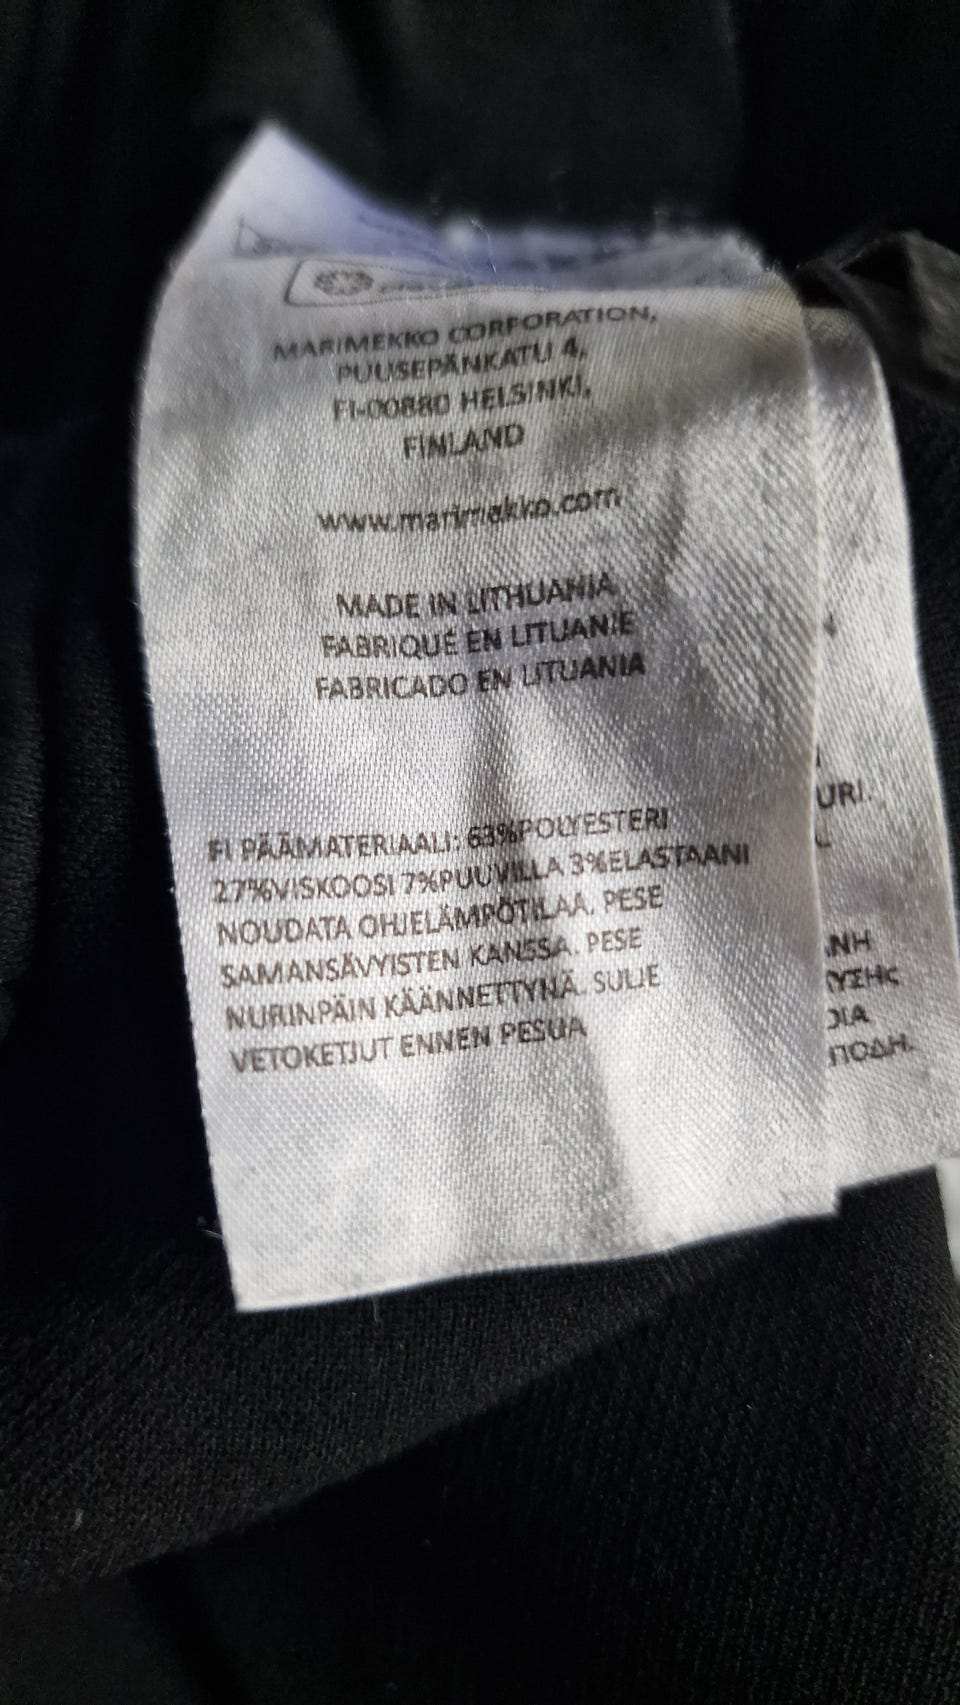 MARIMEKKO CORPORATION,
PUUSEPÄNKATU 4,
FI-00880 HELSINKI,
FINLAND
www.marimekko.com
MADE IN LITHUANIA
FABRIQUÉ EN LITUANIE
FABRICADO EN LITUANIA
FI PÄÄMATERIAALI: 63%POLYESTERI
27%VISKOOSI 7%PUUVILLA 3%ELASTAANI
NOUDATA OHJELÄMPÖTILAA. PESE
SAMANSÄVYISTEN KANSSA. PESE
NURINPÄIN KÄÄNNETTYNÄ. SULJE
VETOKETJUT ENNEN PESUA
URI.
ΠΟΔΗ.